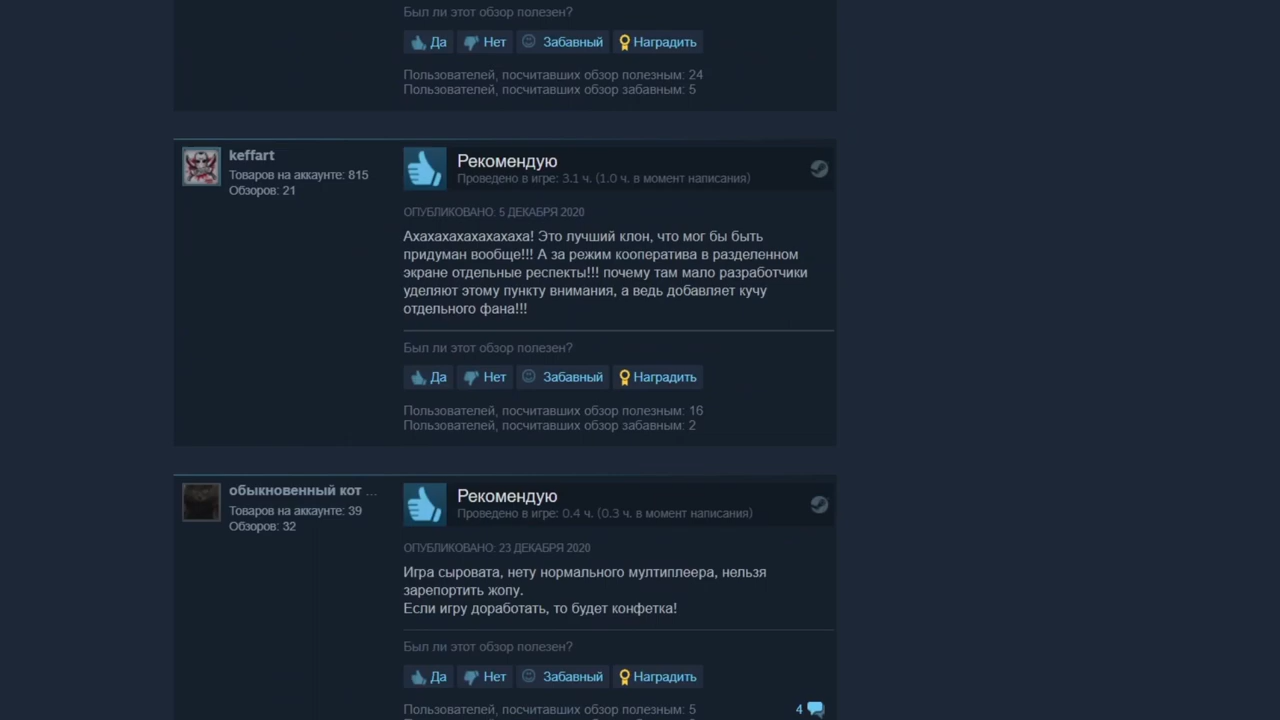 Был ли этот обзор полезен?
Да Нет Забавный Наградить
Пользователей, посчитавших обзор полезным: 24
Пользователей, посчитавших обзор забавным: 5
keffart
Товаров на аккаунте: 815
Обзоров: 21
Рекомендую
Проведено в игре: 3.1 ч. (1.0 ч. в момент написания)
ОПУБЛИКОВАНО: 5 ДЕКАБРЯ 2020
Ахахахахахахахаха! Это лучший клон, что мог бы быть
придуман вообще!!! А за режим кооператива в разделенном
экране отдельные респекты!!! почему там мало разработчики
уделяют этому пункту внимания, а ведь добавляет кучу
отдельного фана!!!
Был ли этот обзор полезен?
Да Нет Забавный Наградить
Пользователей, посчитавших обзор полезным: 16
Пользователей, посчитавших обзор забавным: 2
обыкновенный кот ...
Товаров на аккаунте: 39
Обзоров: 32
Рекомендую
Проведено в игре: 0.4 ч. (0.3 ч. в момент написания)
ОПУБЛИКОВАНО: 23 ДЕКАБРЯ 2020
Игра сыровата, нету нормального мултиплеера, нельзя
зарепортить жопу.
Если игру доработать, то будет конфетка!
Был ли этот обзор полезен?
Да Нет Забавный Наградить
Пользователей, посчитавших обзор полезным: 5
4